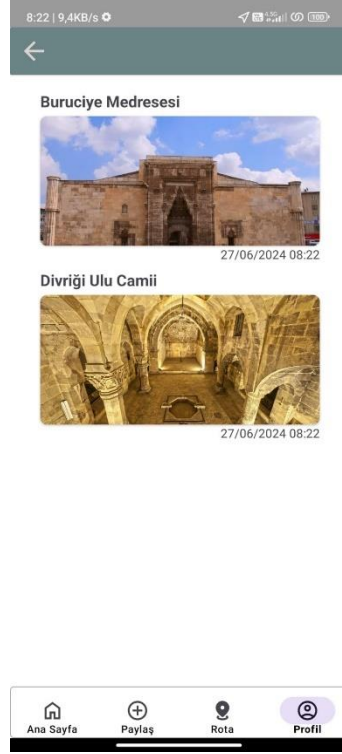 8:22 | 9,4KB/s
100
Buruciye Medresesi
27/06/2024 08:22
Divriği Ulu Camii
27/06/2024 08:22
Ana Sayfa
Paylaş
Rota
Profil